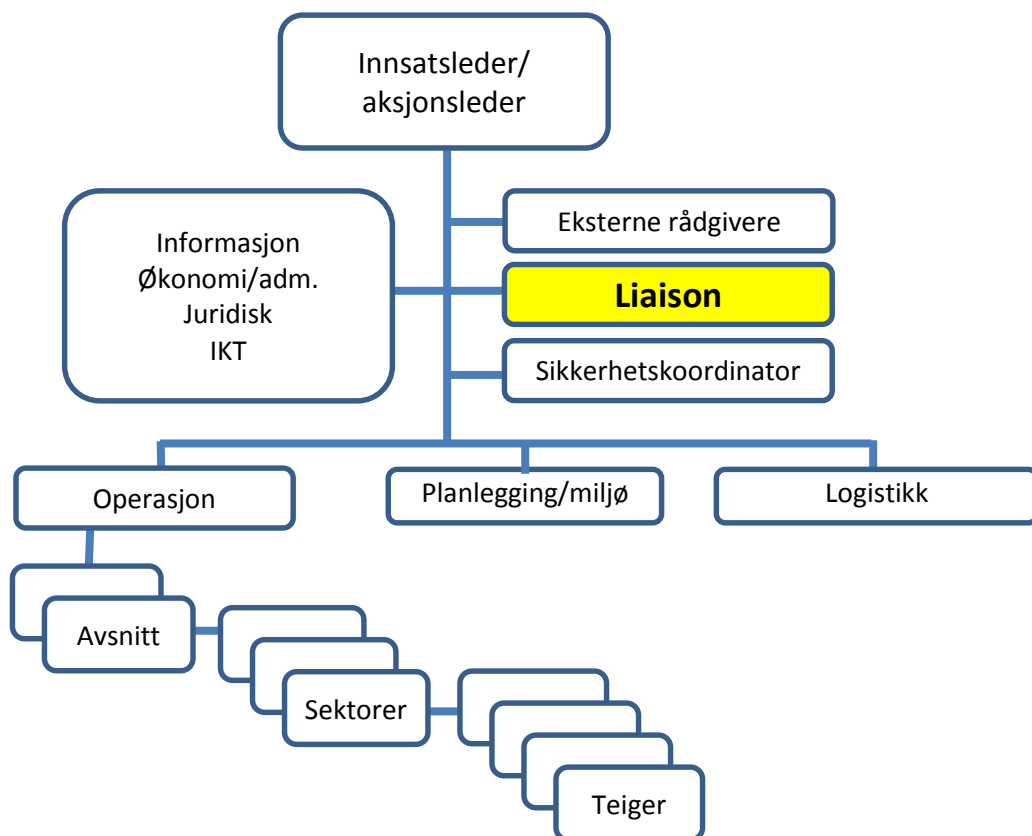 Innsatsleder/
aksjonsleder
Informasjon
Økonomi/adm.
Juridisk
IKT
Eksterne rådgivere
Liaison
Sikkerhetskoordinator
Operasjon
Planlegging/miljø
Logistikk
Avsnitt
Sektorer
Teiger